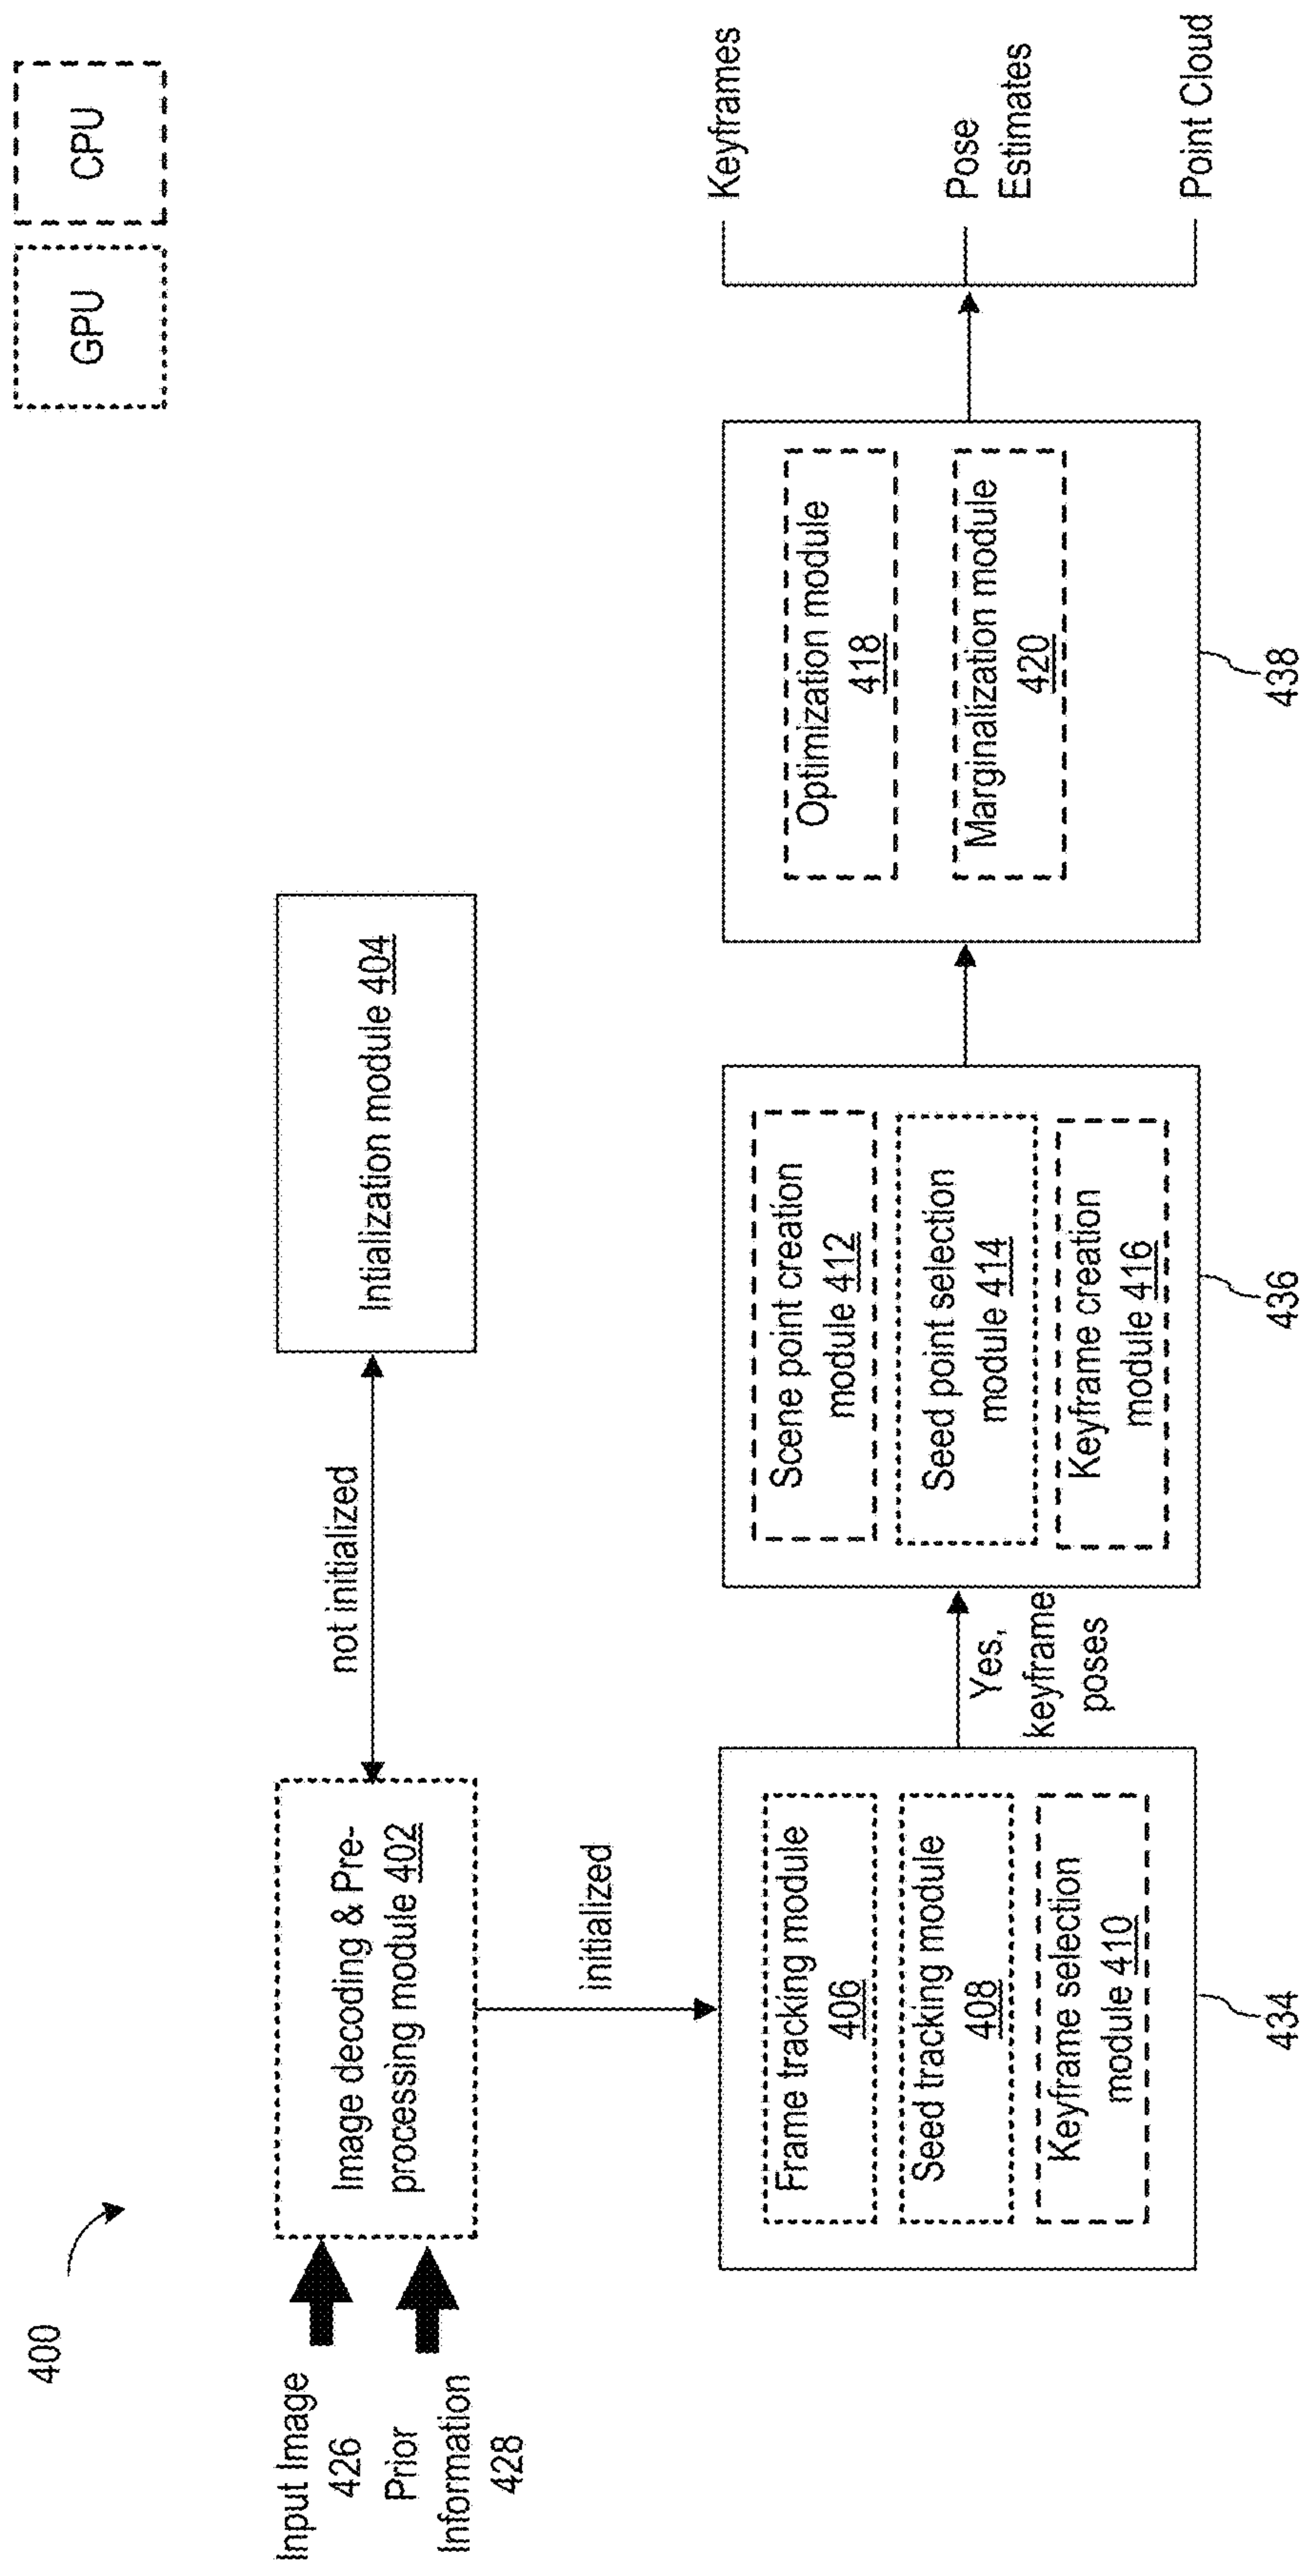 400
GPU
CPU
Input Image
426
Prior
Information
428
Image decoding & Pre-
processing module 402
not initialized
Intialization module 404
initialized
Frame tracking module
406
Seed tracking module
408
Keyframe selection
module 410
434
Yes,
keyframe
poses
Scene point creation
module 412
Seed point selection
module 414
Keyframe creation
module 416
436
Optimization module
418
Marginalization module
420
438
Keyframes
Pose
Estimates
Point Cloud